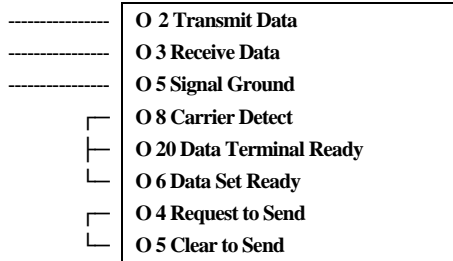 O 2 Transmit Data
O 3 Receive Data
O 5 Signal Ground
O 8 Carrier Detect
O 20 Data Terminal Ready
O 6 Data Set Ready
O 4 Request to Send
O 5 Clear to Send